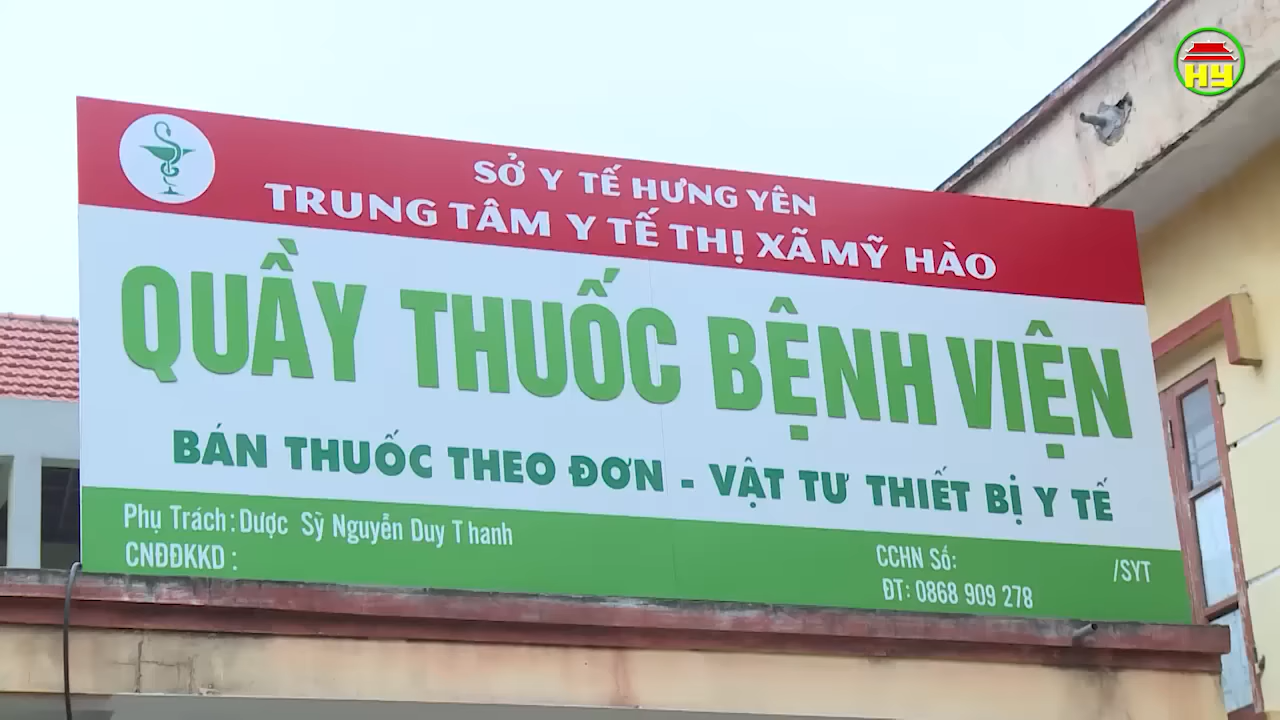 HY
SỞ Y TẾ HƯNG YÊN
TRUNG TÂM Y TẾ THỊ XÃ MỸ HÀO
QUẦY THUỐC BỆNH VIỆN
BÁN THUỐC THEO ĐƠN - VẬT TƯ THIẾT BỊ Y TẾ
Phụ Trách: Dược Sỹ Nguyễn Duy Thanh
CNĐĐKKD :
CCHN Số: /SYT
ĐT: 0868 909 278